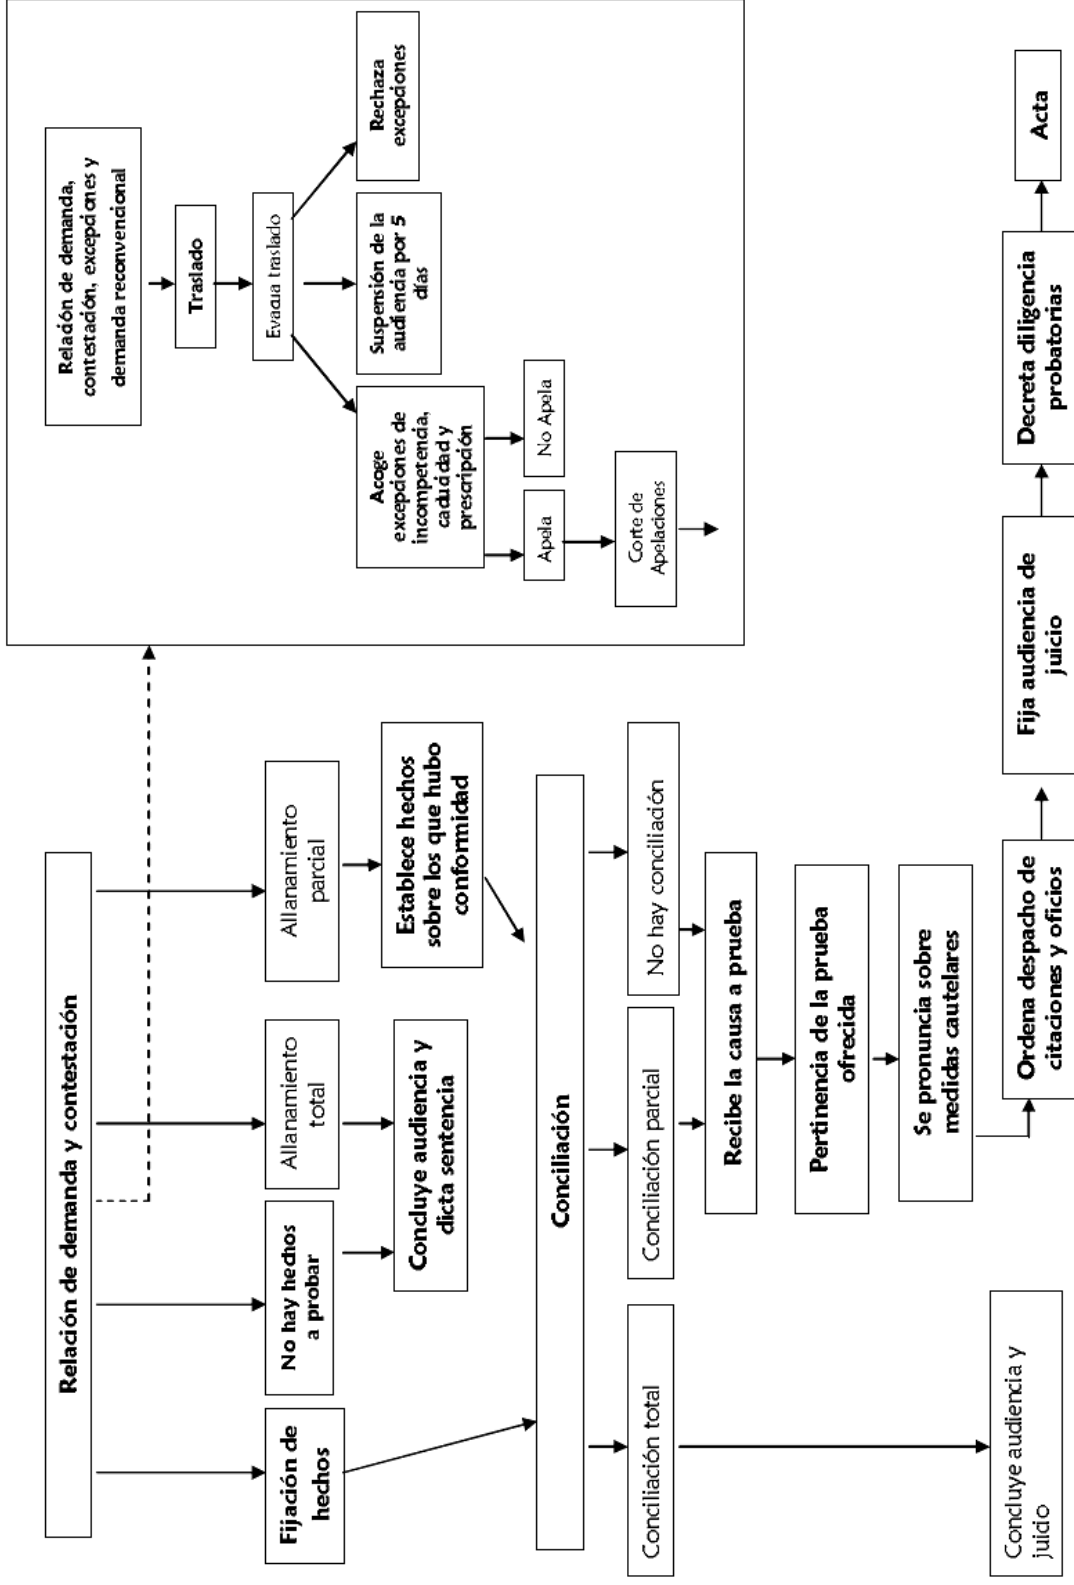 Relación de demanda y contestación
Fijación de
hechos
No hay hechos
a probar
Allanamiento
total
Allanamiento
parcial
Concluye audiencia y
dicta sentencia
Establece hechos
sobre los que hubo
conformidad
Conciliación
Conciliación total
Conciliación parcial
No hay conciliación
Recibe la causa a prueba
Pertinencia de la prueba
ofrecida
Se pronuncia sobre
medidas cautelares
Concluye audiencia y
juicio
Ordena despacho de
citaciones y oficios
Fija audiencia de
juicio
Decreta diligencia
probatorias
Acta
Relación de demanda,
contestación, excepciones y
demanda reconvencional
Traslado
Evacua traslado
Acoge
excepciones de
incompetencia,
caducidad y
prescripción
Suspensión de la
audiencia por 5
días
Rechaza
excepciones
Apela
No Apela
Corte de
Apelaciones